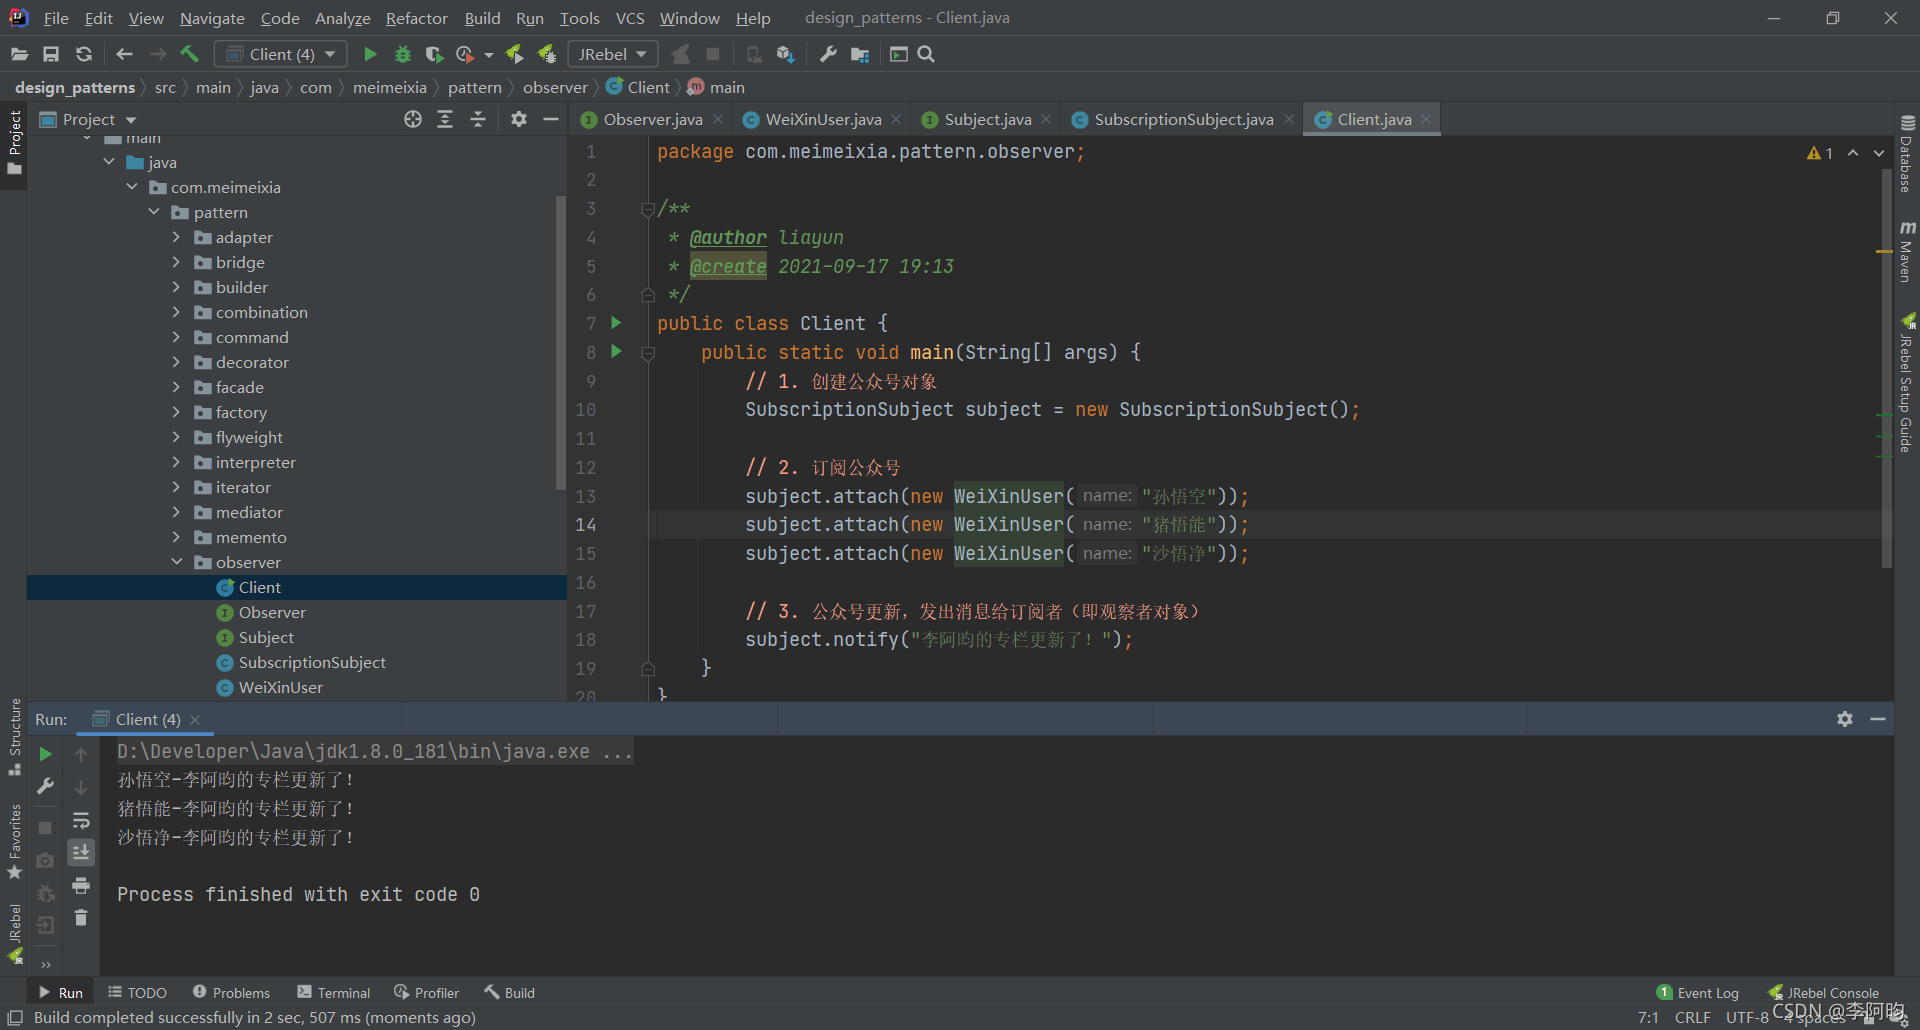 File Edit View Navigate Code Analyze Refactor Build Run Tools VCS Window Help design_patterns - Client.java
Client (4) JRebel
design_patterns src main java com meimeixia pattern observer Client main
Project
Observer.java WeiXinUser.java Subject.java SubscriptionSubject.java Client.java
Project
main
java
com.meimeixia
pattern
adapter
bridge
builder
combination
command
decorator
facade
factory
flyweight
interpreter
iterator
mediator
memento
observer
Client
Observer
Subject
SubscriptionSubject
WeiXinUser
1 package com.meimeixia.pattern.observer;
2
3 /**
4 * @author liayun
5 * @create 2021-09-17 19:13
6 */
7 public class Client {
8 public static void main(String[] args) {
9 // 1. 创建公众号对象
10 SubscriptionSubject subject = new SubscriptionSubject();
11
12 // 2. 订阅公众号
13 subject.attach(new WeiXinUser( name: "孙悟空"));
14 subject.attach(new WeiXinUser( name: "猪悟能"));
15 subject.attach(new WeiXinUser( name: "沙悟净"));
16
17 // 3. 公众号更新，发出消息给订阅者（即观察者对象）
18 subject.notify("李阿昀的专栏更新了！");
19 }
20 }
1
Database
Maven
JRebel Setup Guide
Structure
Favorites
JRebel
Run: Client (4)
D:\Developer\Java\jdk1.8.0_181\bin\java.exe ...
孙悟空-李阿昀的专栏更新了！
猪悟能-李阿昀的专栏更新了！
沙悟净-李阿昀的专栏更新了！
Process finished with exit code 0
Run TODO Problems Terminal Profiler Build 1 Event Log JRebel Console
Build completed successfully in 2 sec, 507 ms (moments ago) 7:1 CRLF UTF-8 4 spaces
CSDN @李阿昀